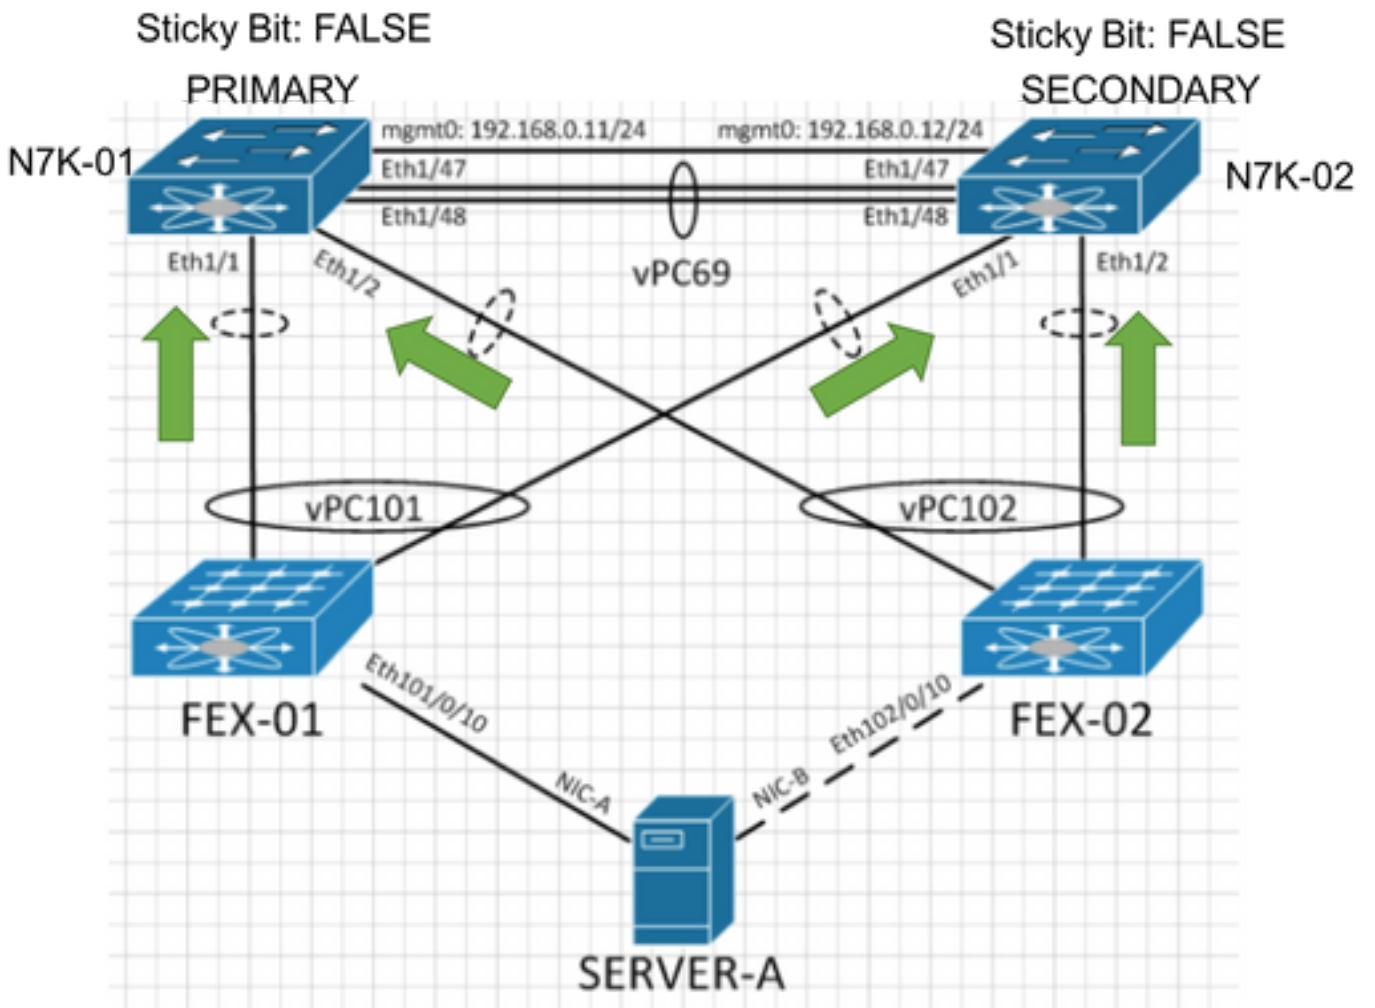 Sticky Bit: FALSE
Sticky Bit: FALSE
PRIMARY
SECONDARY
mgmt0: 192.168.0.11/24
mgmt0: 192.168.0.12/24
N7K-01
Eth1/47
Eth1/47
N7K-02
Eth1/48
Eth1/48
Eth1/1
Eth1/2
vPC69
Eth1/1
Eth1/2
vPC101
vPC102
FEX-01
Eth101/0/10
Eth102/0/10
FEX-02
NIC-A
NIC-B
SERVER-A